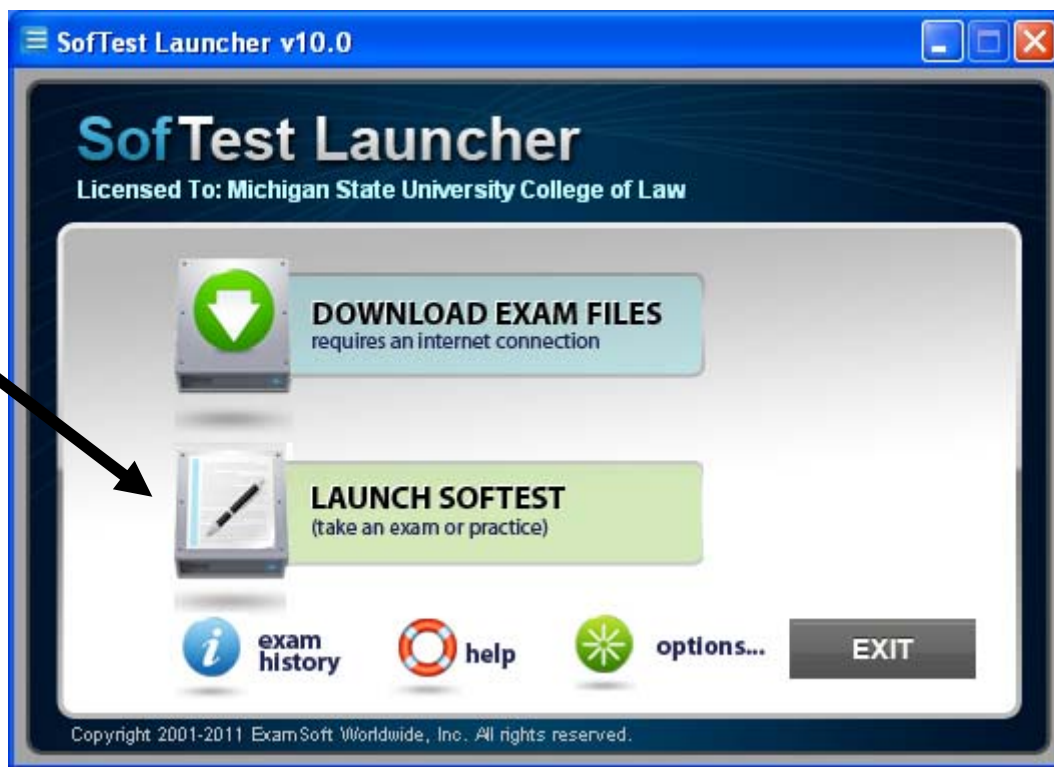 SofTest Launcher v10.0
SofTest Launcher
Licensed To: Michigan State University College of Law
DOWNLOAD EXAM FILES
requires an internet connection
LAUNCH SOFTEST
(take an exam or practice)
exam
history
help
options...
EXIT
Copyright 2001-2011 ExamSoft Worldwide, Inc. All rights reserved.